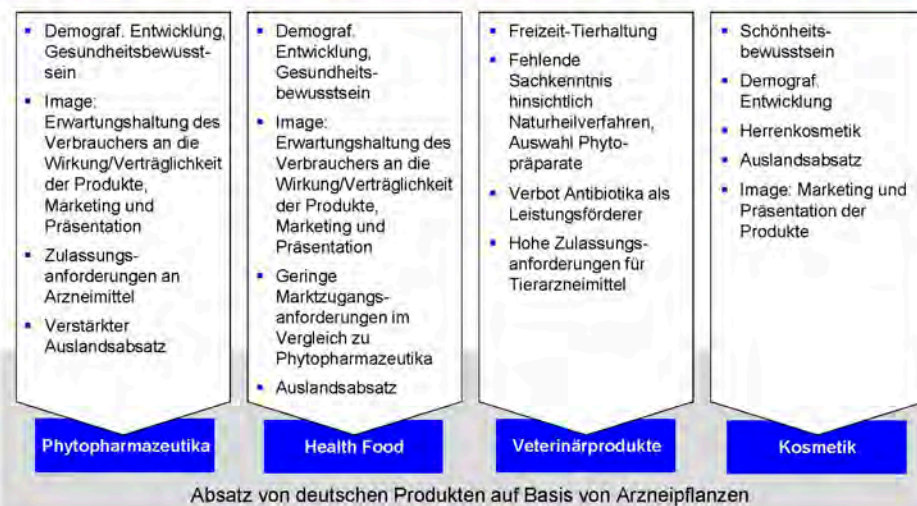 Demograf. Entwicklung,
Gesundheitsbewusst-
sein
Image:
Erwartungshaltung des
Verbrauchers an die
Wirkung/Verträglichkeit
der Produkte,
Marketing und
Präsentation
Zulassungs-
anforderungen an
Arzneimittel
Verstärkter
Auslandsabsatz
Phytopharmazeutika
Demograf.
Entwicklung,
Gesundheits-
bewusstsein
Image:
Erwartungshaltung des
Verbrauchers an die
Wirkung/Verträglichkeit
der Produkte,
Marketing und
Präsentation
Geringe
Marktzugangs-
anforderungen im
Vergleich zu
Phytopharmazeutika
Auslandsabsatz
Health Food
Freizeit-Tierhaltung
Fehlende
Sachkenntnis
hinsichtlich
Naturheilverfahren,
Auswahl Phyto-
präparate
Verbot Antibiotika als
Leistungsförderer
Hohe Zulassungs-
anforderungen für
Tierarzneimittel
Veterinärprodukte
Schönheits-
bewusstsein
Demograf.
Entwicklung
Herrenkosmetik
Auslandsabsatz
Image: Marketing und
Präsentation der
Produkte
Kosmetik
Absatz von deutschen Produkten auf Basis von Arzneipflanzen